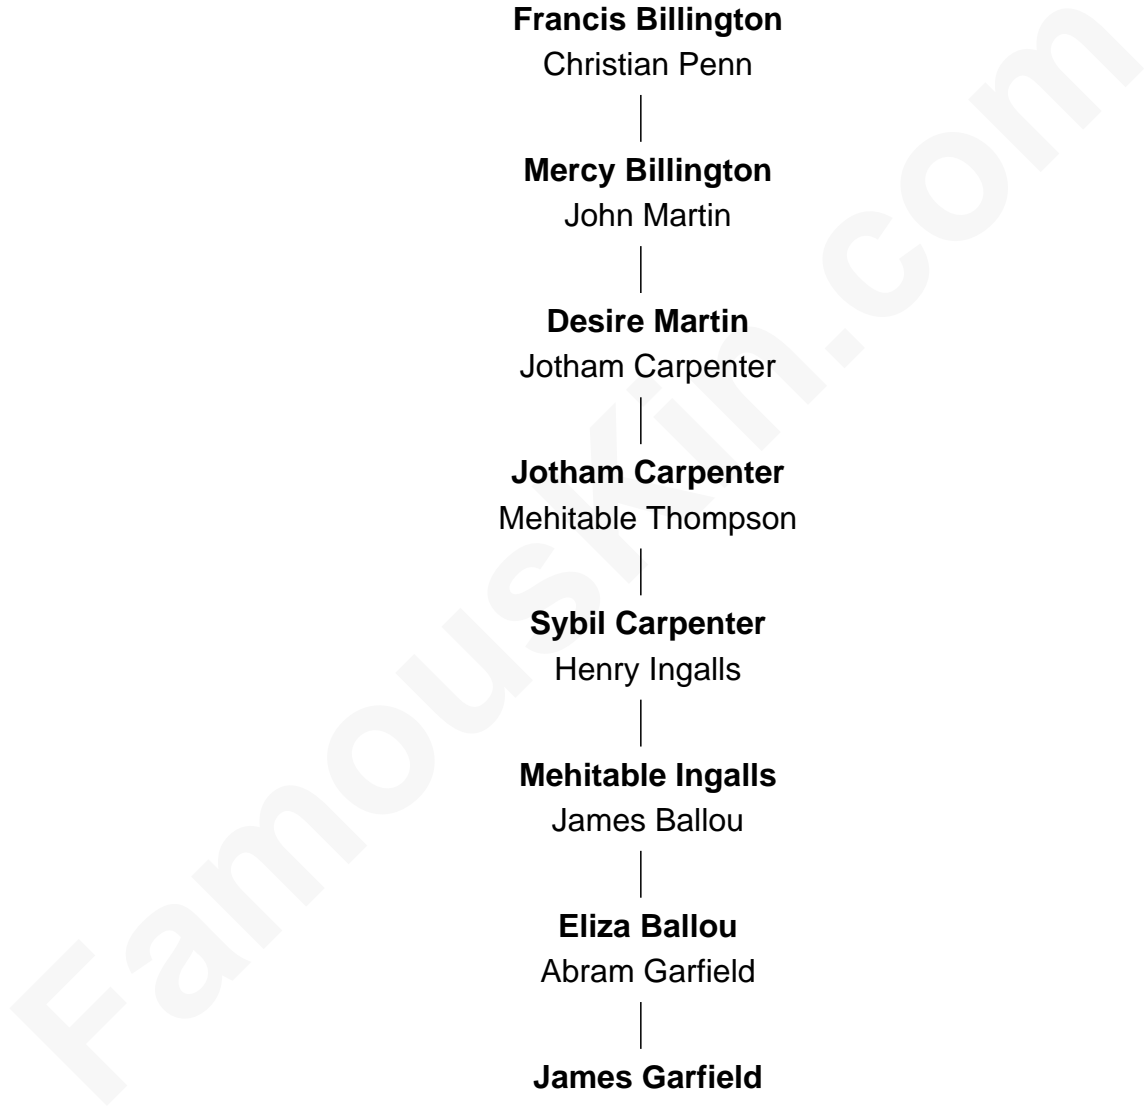 Francis Billington
Christian Penn
Mercy Billington
John Martin
Desire Martin
Jotham Carpenter
Jotham Carpenter
Mehitable Thompson
Sybil Carpenter
Henry Ingalls
Mehitable Ingalls
James Ballou
Eliza Ballou
Abram Garfield
James Garfield
FamousKin.com